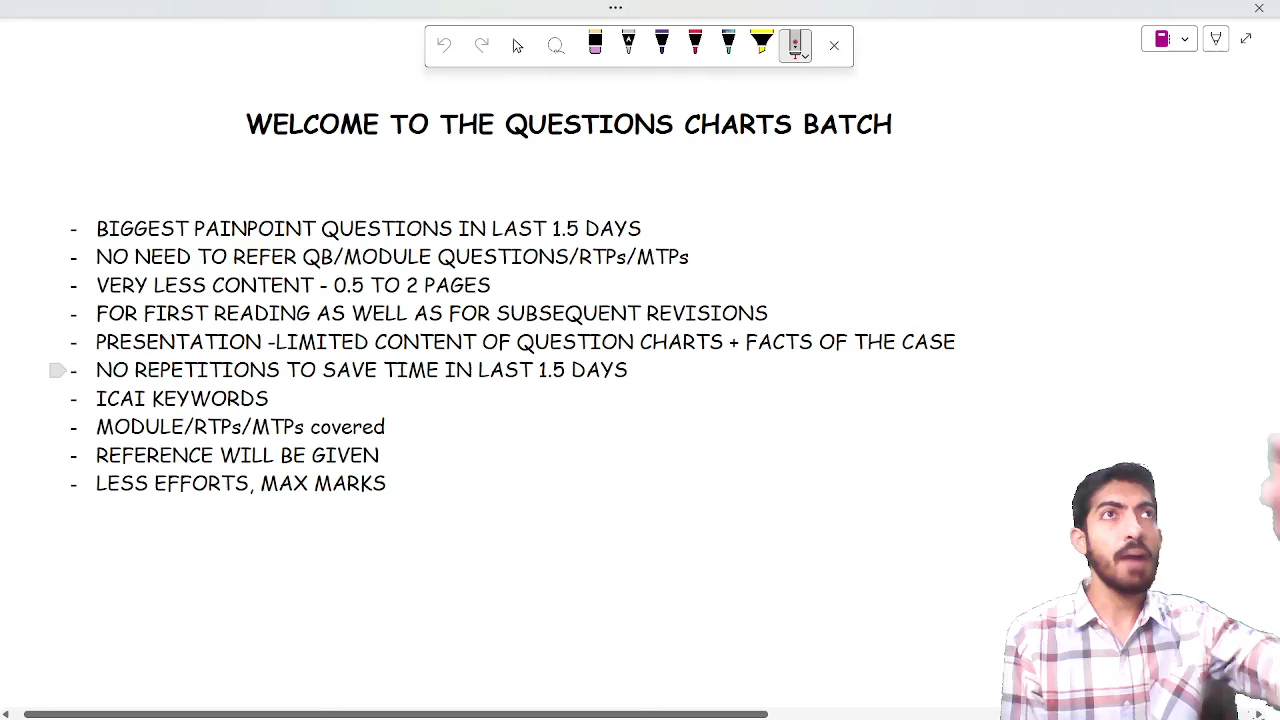 WELCOME TO THE QUESTIONS CHARTS BATCH
- BIGGEST PAINPOINT QUESTIONS IN LAST 1.5 DAYS
- NO NEED TO REFER QB/MODULE QUESTIONS/RTPs/MTPs
- VERY LESS CONTENT - 0.5 TO 2 PAGES
- FOR FIRST READING AS WELL AS FOR SUBSEQUENT REVISIONS
- PRESENTATION -LIMITED CONTENT OF QUESTION CHARTS + FACTS OF THE CASE
- NO REPETITIONS TO SAVE TIME IN LAST 1.5 DAYS
- ICAI KEYWORDS
- MODULE/RTPs/MTPs covered
- REFERENCE WILL BE GIVEN
- LESS EFFORTS, MAX MARKS